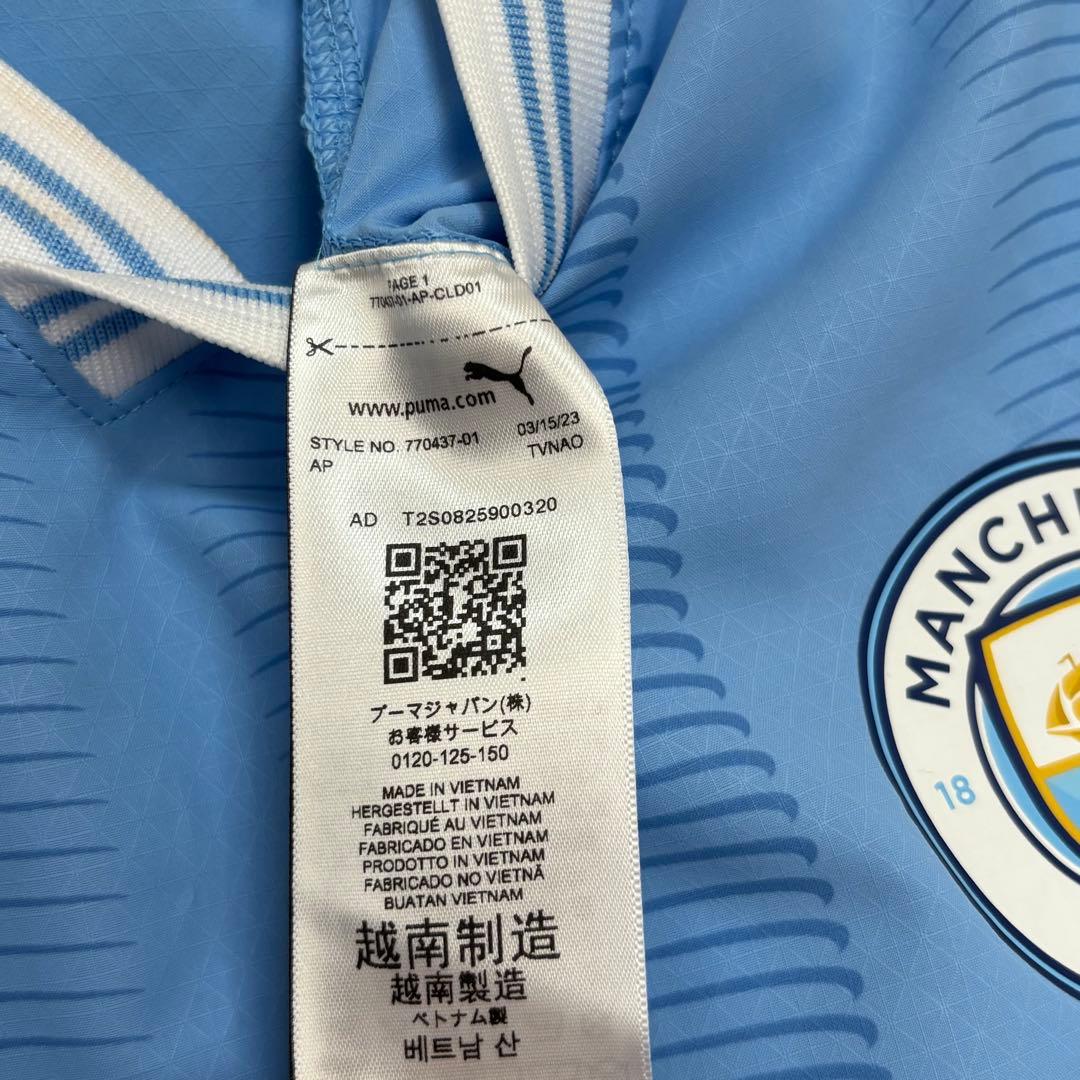 PAGE 1
770437-01-AP-CLD01
www.puma.com
STYLE NO. 770437-01 03/15/23
AP TVNAO
AD T2S0825900320
プーマジャパン(株)
お客様サービス
0120-125-150
MADE IN VIETNAM
HERGESTELLT IN VIETNAM
FABRIQUÉ AU VIETNAM
FABRICADO EN VIETNAM
PRODOTTO IN VIETNAM
FABRICADO NO VIETNÃ
BUATAN VIETNAM
越南制造
越南製造
ベトナム製
베트남 산
MANCHE
18